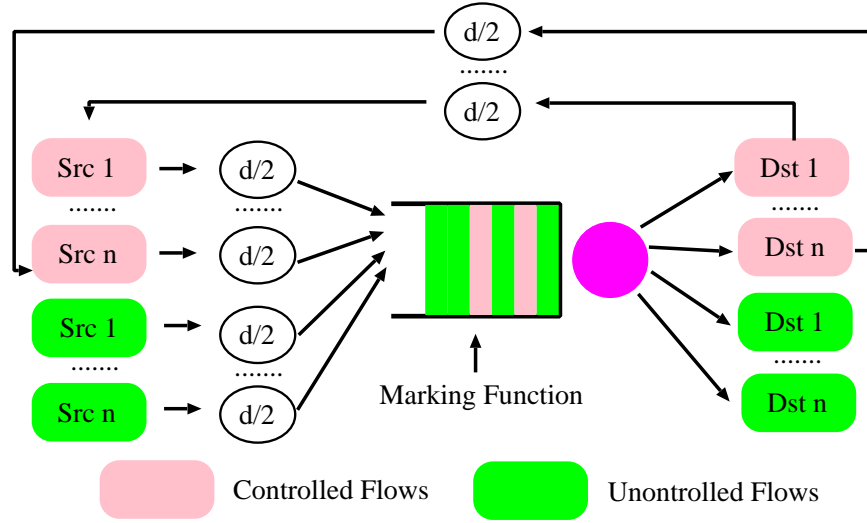 d/2
.......
d/2
Src 1
.......
Src n
Src 1
.......
Src n
d/2
.......
d/2
d/2
.......
d/2
Marking Function
Dst 1
.......
Dst n
Dst 1
.......
Dst n
Controlled Flows
Unontrolled Flows